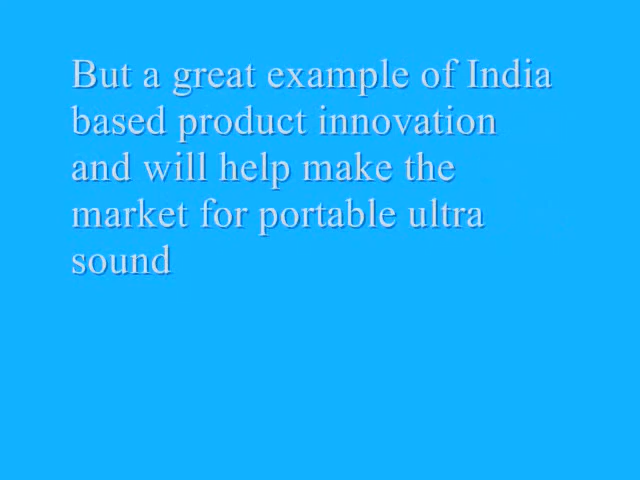 But a great example of India
based product innovation
and will help make the
market for portable ultra
sound